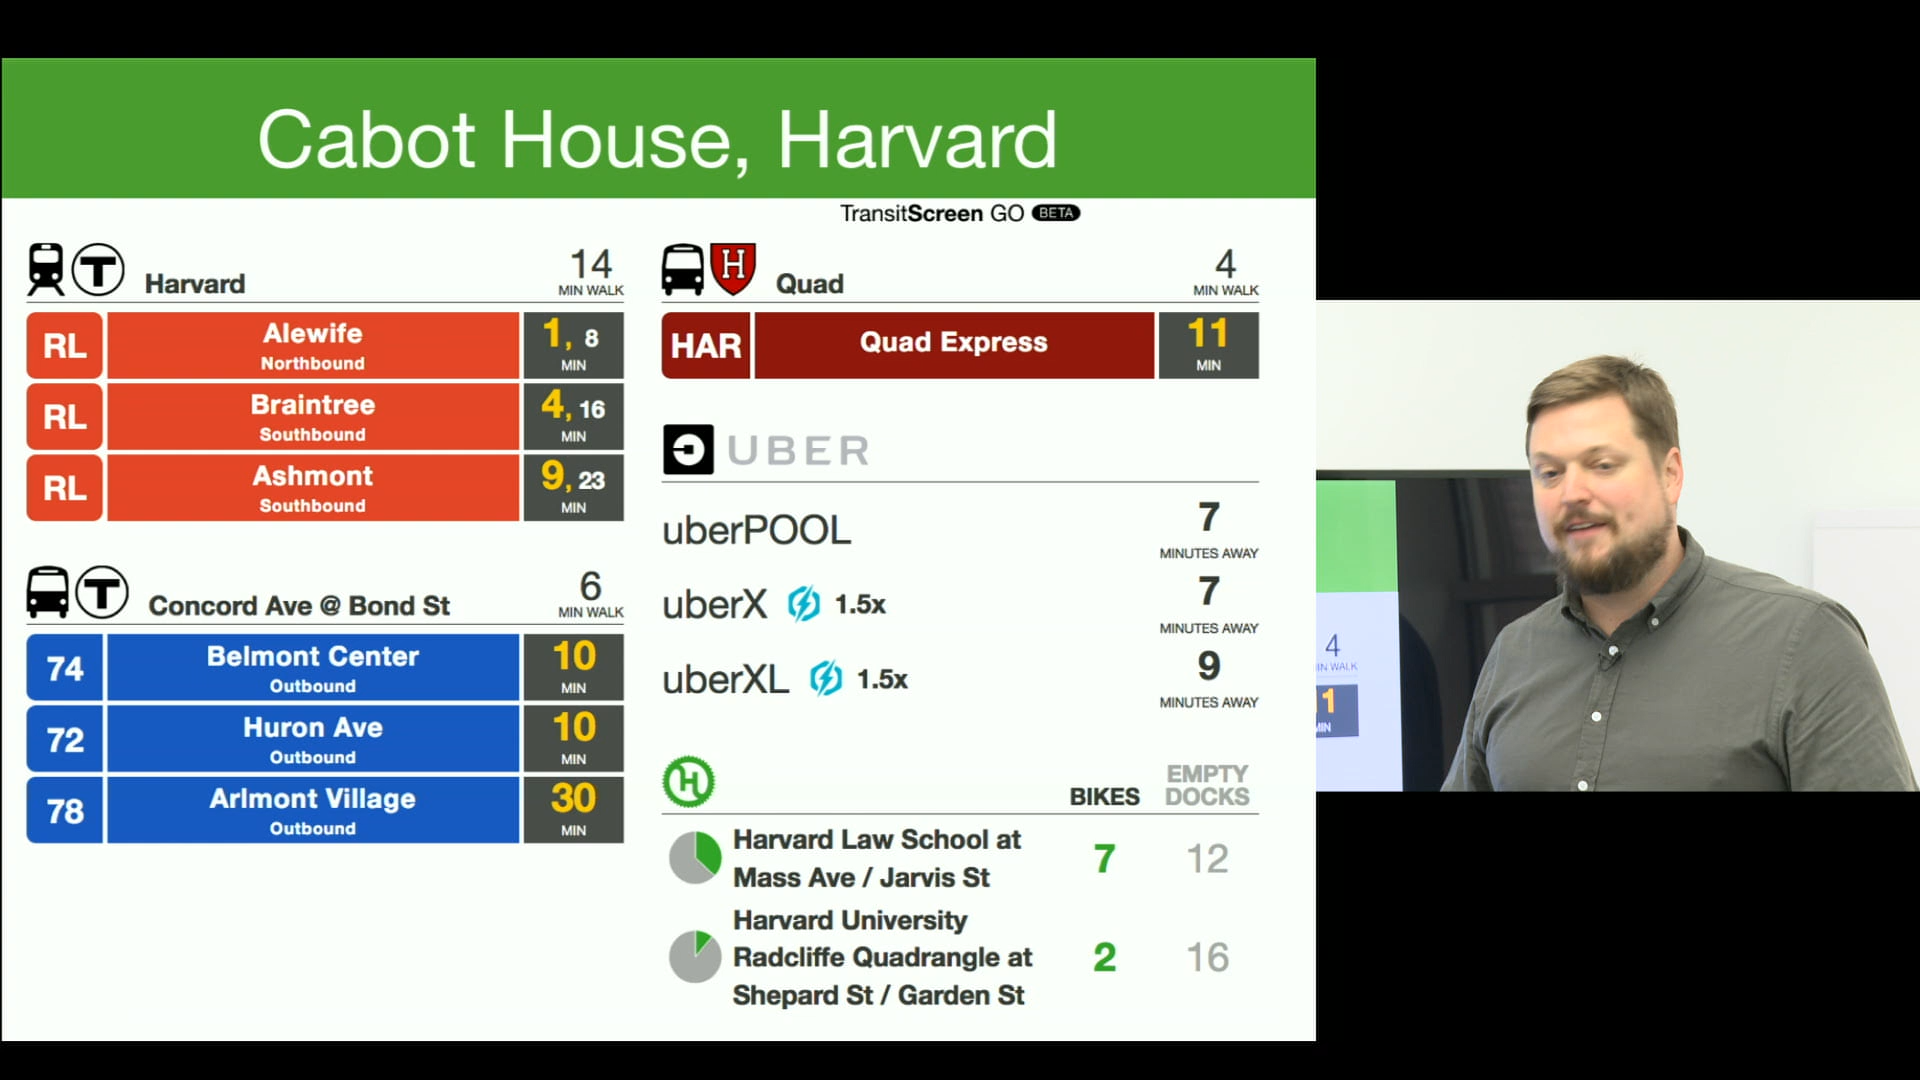 Cabot House, Harvard
TransitScreen GO BETA
T Harvard 14
MIN WALK
RL Alewife 1, 8
Northbound MIN
RL Braintree 4, 16
Southbound MIN
RL Ashmont 9, 23
Southbound MIN
T Concord Ave @ Bond St 6
MIN WALK
74 Belmont Center 10
Outbound MIN
72 Huron Ave 10
Outbound MIN
78 Arlmont Village 30
Outbound MIN
H Quad 4
MIN WALK
HAR Quad Express 11
MIN
UBER
uberPOOL 7
MINUTES AWAY
uberX 1.5x 7
MINUTES AWAY
uberXL 1.5x 9
MINUTES AWAY
H BIKES EMPTY
DOCKS
Harvard Law School at
Mass Ave / Jarvis St 7 12
Harvard University
Radcliffe Quadrangle at 2 16
Shepard St / Garden St
4
IN WALK
1
MIN